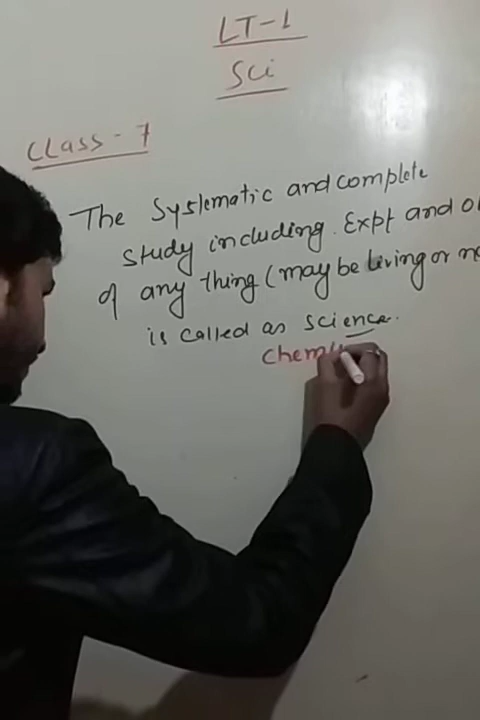 LT-1
Sci
Class - 7
The Systematic and complete
study including Expt and
of any thing (may be living or
is called as science.
Chem